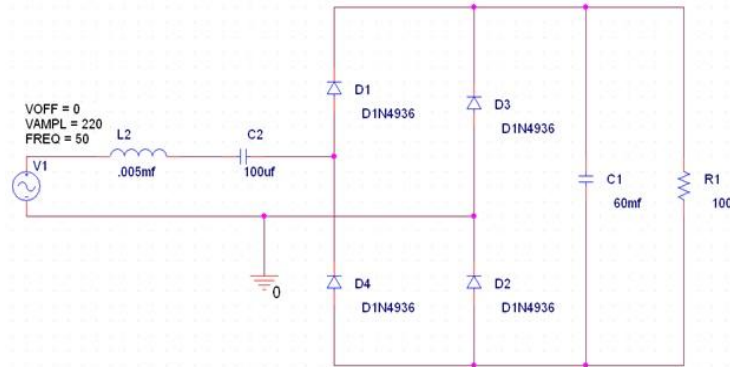 VOFF = 0
VAMPL = 220
FREQ = 50
V1
L2
.005mf
C2
100uf
D1
D1N4936
D3
D1N4936
C1
60mf
R1
100
0
D4
D1N4936
D2
D1N4936